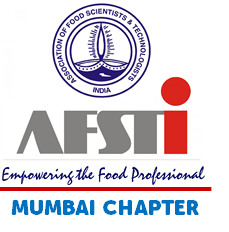 ASSOCIATION OF FOOD SCIENTISTS & TECHNOLOGISTS
INDIA
AFSTi
Empowering the Food Professional
MUMBAI CHAPTER